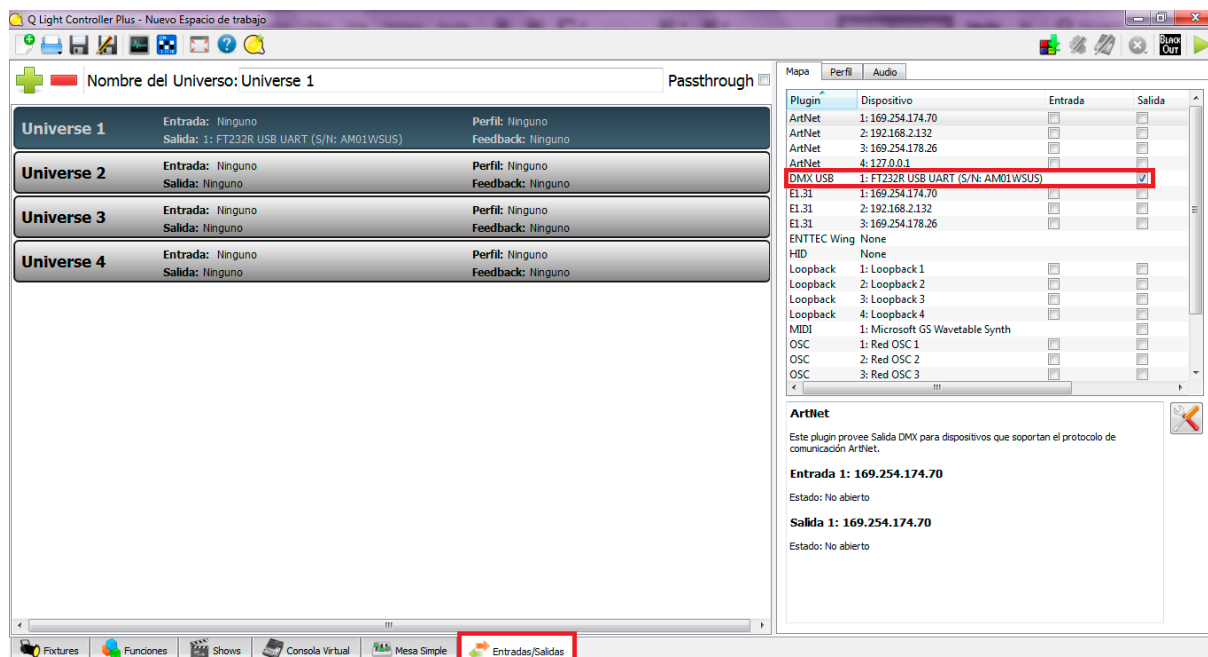 Q Light Controller Plus - Nuevo Espacio de trabajo
BLACK OUT
Nombre del Universo: Universe 1 Passthrough
Universe 1
Entrada: Ninguno Perfil: Ninguno
Salida: 1: FT232R USB UART (S/N: AM01WSUS) Feedback: Ninguno
Universe 2
Entrada: Ninguno Perfil: Ninguno
Salida: Ninguno Feedback: Ninguno
Universe 3
Entrada: Ninguno Perfil: Ninguno
Salida: Ninguno Feedback: Ninguno
Universe 4
Entrada: Ninguno Perfil: Ninguno
Salida: Ninguno Feedback: Ninguno
Mapa Perfil Audio
Plugin Dispositivo Entrada Salida
ArtNet 1: 169.254.174.70
ArtNet 2: 192.168.2.132
ArtNet 3: 169.254.178.26
ArtNet 4: 127.0.0.1
DMX USB 1: FT232R USB UART (S/N: AM01WSUS)
E1.31 1: 169.254.174.70
E1.31 2: 192.168.2.132
E1.31 3: 169.254.178.26
ENTTEC Wing None
HID None
Loopback 1: Loopback 1
Loopback 2: Loopback 2
Loopback 3: Loopback 3
Loopback 4: Loopback 4
MIDI 1: Microsoft GS Wavetable Synth
OSC 1: Red OSC 1
OSC 2: Red OSC 2
OSC 3: Red OSC 3
ArtNet
Este plugin provee Salida DMX para dispositivos que soportan el protocolo de
comunicación ArtNet.
Entrada 1: 169.254.174.70
Estado: No abierto
Salida 1: 169.254.174.70
Estado: No abierto
Fixtures Funciones Shows Consola Virtual Mesa Simple Entradas/Salidas